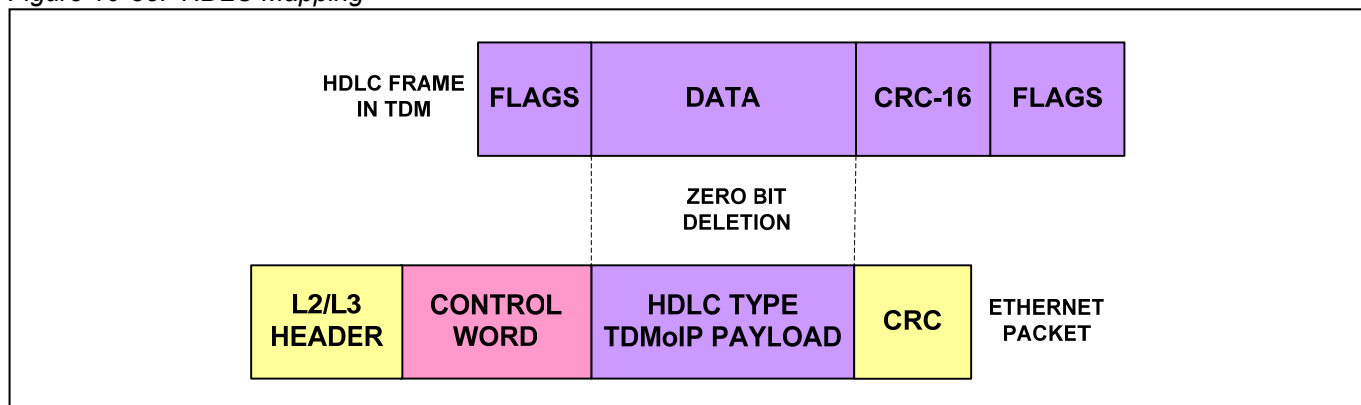 HDLC FRAME
IN TDM
FLAGS
DATA
CRC-16
FLAGS
ZERO BIT
DELETION
L2/L3
HEADER
CONTROL
WORD
HDLC TYPE
TDMoIP PAYLOAD
CRC
ETHERNET
PACKET